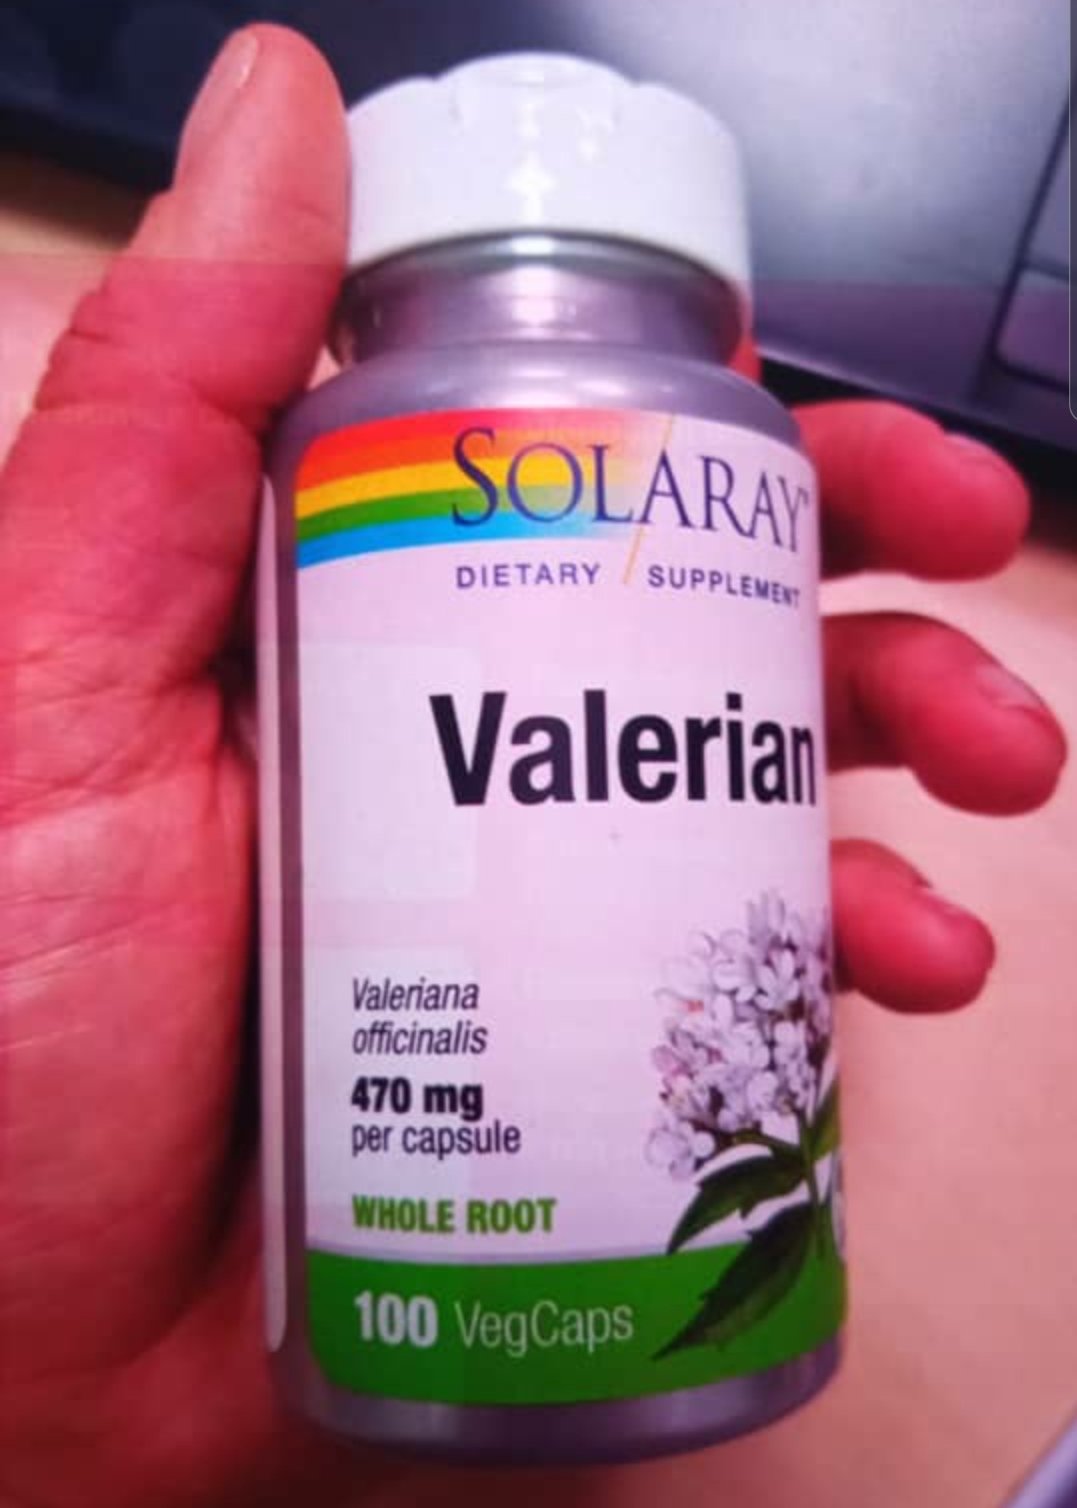 SOLARAY
DIETARY / SUPPLEMENT
Valerian
Valeriana
officinalis
470 mg
per capsule
WHOLE ROOT
100 VegCaps